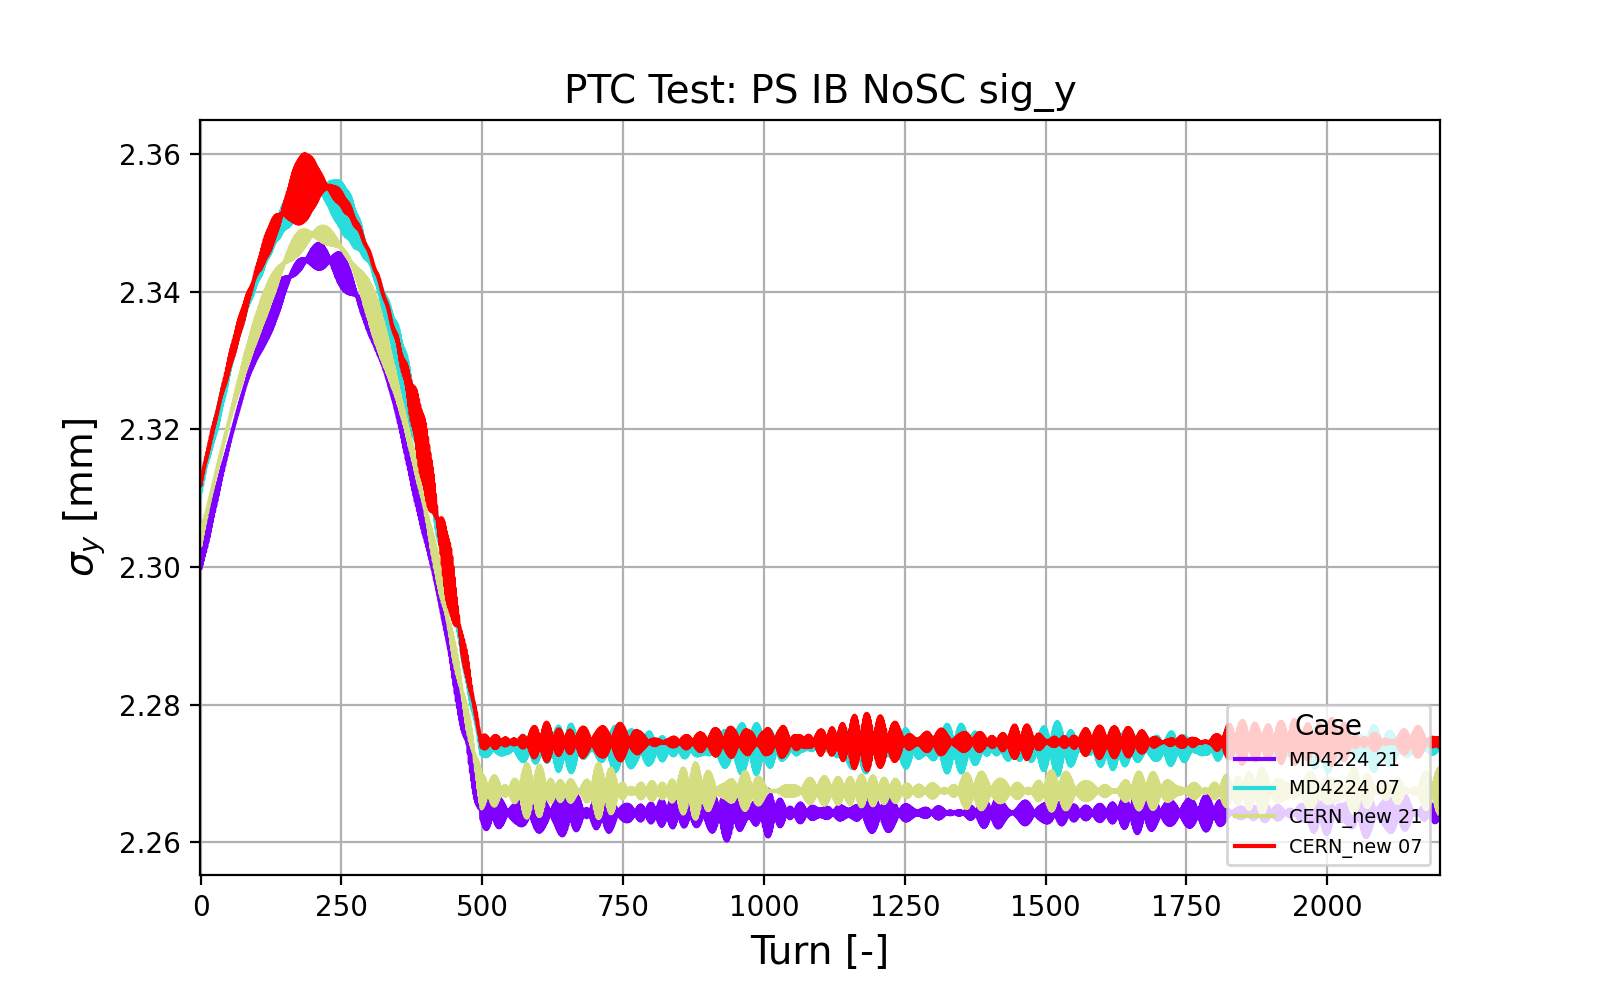 PTC Test: PS IB NoSC sig_y
σy [mm]
2.36
2.34
2.32
2.30
2.28
2.26
0 250 500 750 1000 1250 1500 1750 2000
Turn [-]
Case
MD4224 21
MD4224 07
CERN_new 21
CERN_new 07